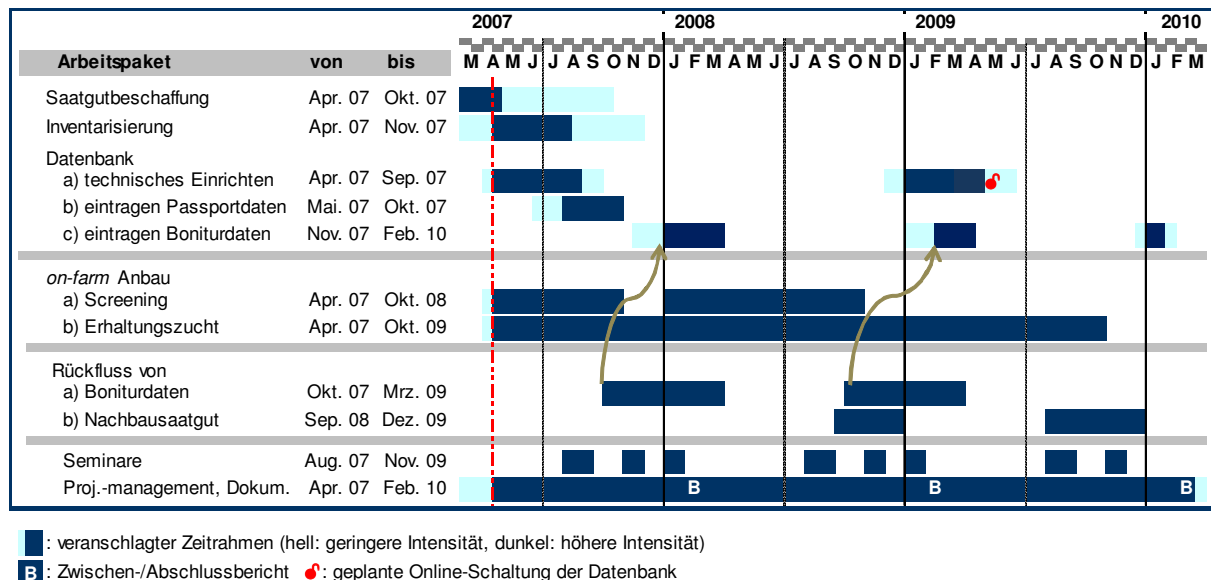 2007 2008 2009 2010
Arbeitspaket von bis M A M J J A S O N D J F M A M J J A S O N D J F M A M J J A S O N D J F M
Saatgutbeschaffung Apr. 07 Okt. 07
Inventarisierung Apr. 07 Nov. 07
Datenbank
a) technisches Einrichten Apr. 07 Sep. 07
b) eintragen Passportdaten Mai. 07 Okt. 07
c) eintragen Boniturdaten Nov. 07 Feb. 10
on-farm Anbau
a) Screening Apr. 07 Okt. 08
b) Erhaltungszucht Apr. 07 Okt. 09
Rückfluss von
a) Boniturdaten Okt. 07 Mrz. 09
b) Nachbausaatgut Sep. 08 Dez. 09
Seminare Aug. 07 Nov. 09
Proj.-management, Dokum. Apr. 07 Feb. 10 B B B
: veranschlagter Zeitrahmen (hell: geringere Intensität, dunkel: höhere Intensität)
B : Zwischen-/Abschlussbericht : geplante Online-Schaltung der Datenbank